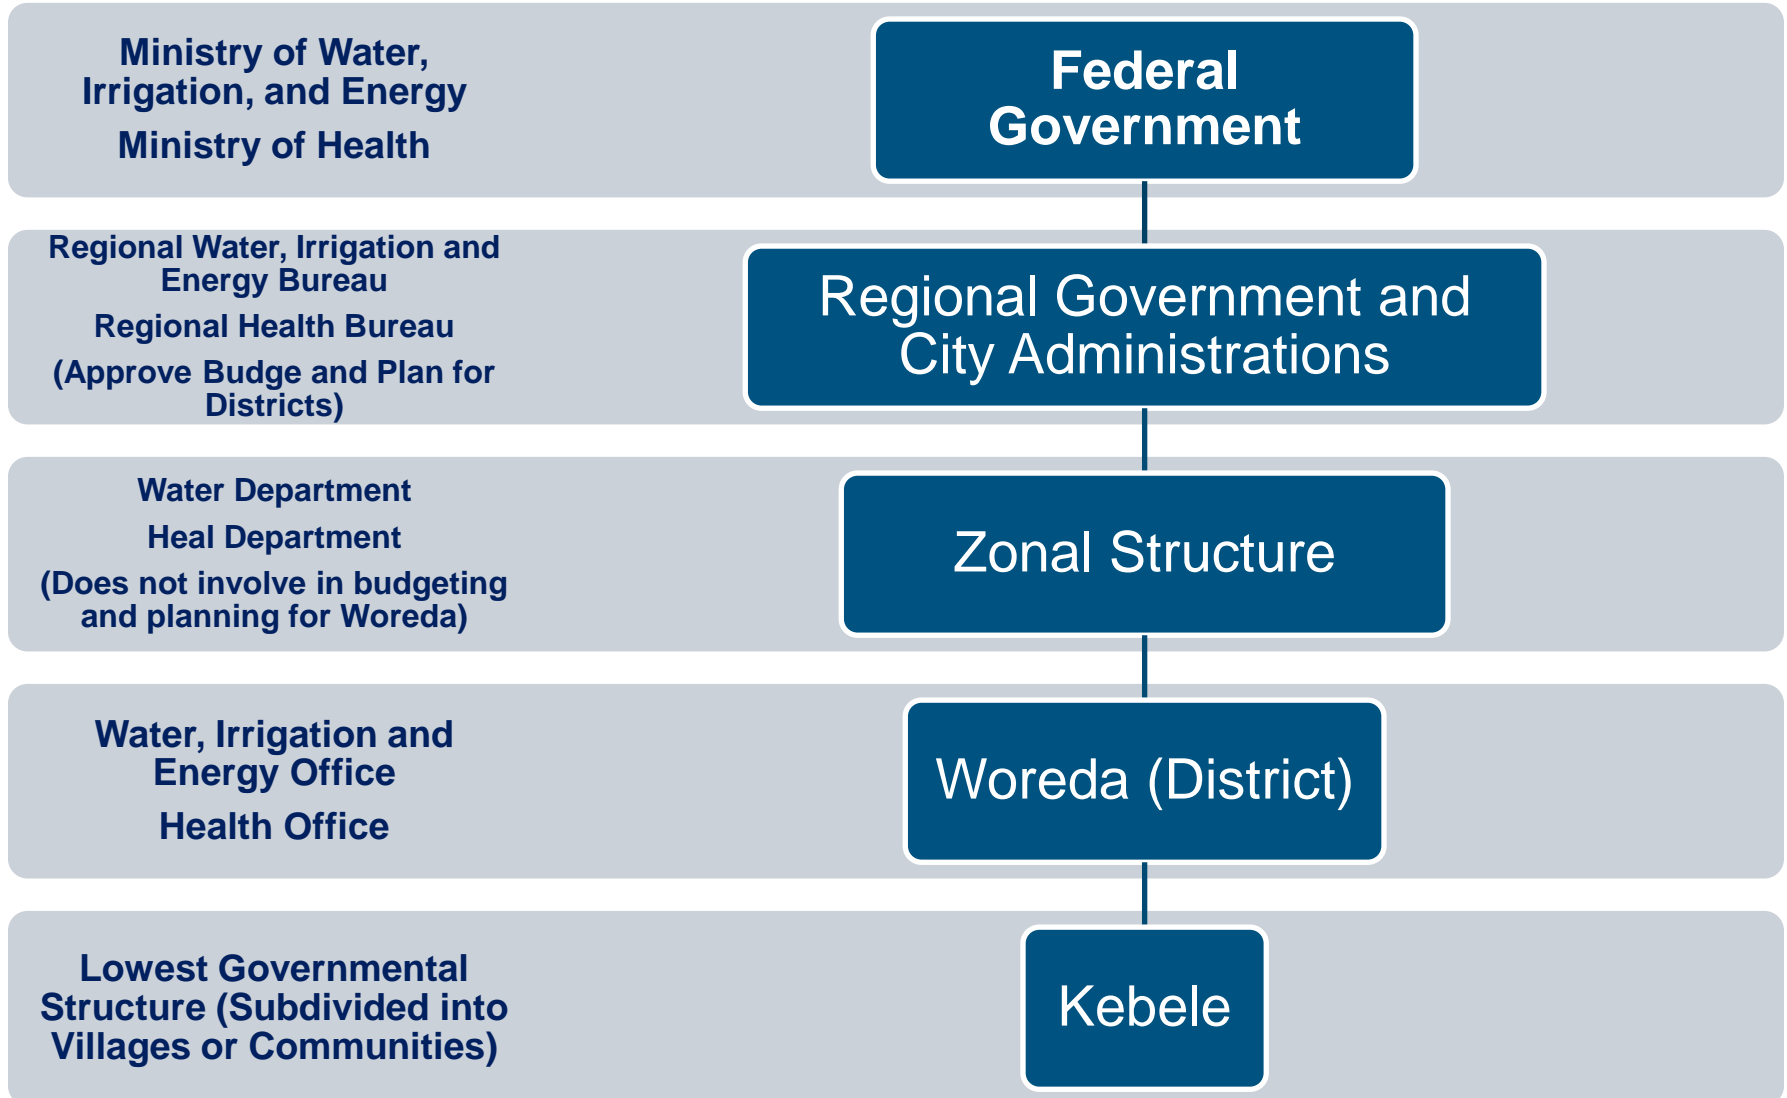 Ministry of Water,
Irrigation, and Energy
Ministry of Health
Federal
Government
Regional Water, Irrigation and
Energy Bureau
Regional Health Bureau
(Approve Budge and Plan for
Districts)
Regional Government and
City Administrations
Water Department
Heal Department
(Does not involve in budgeting
and planning for Woreda)
Zonal Structure
Water, Irrigation and
Energy Office
Health Office
Woreda (District)
Lowest Governmental
Structure (Subdivided into
Villages or Communities)
Kebele